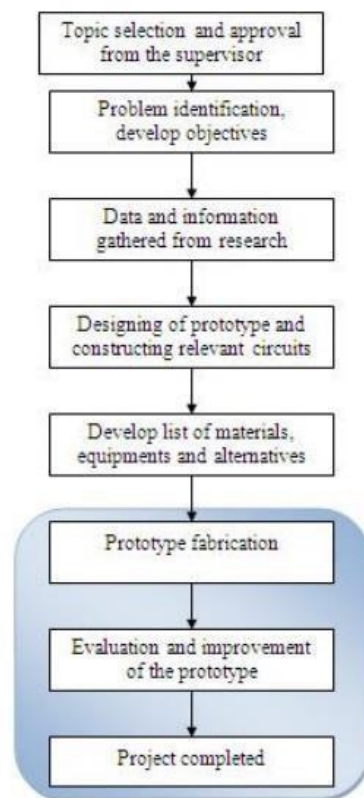 Topic selection and approval
from the supervisor
Problem identification,
develop objectives
Data and information
gathered from research
Designing of prototype and
constructing relevant circuits
Develop list of materials,
equipments and alternatives
Prototype fabrication
Evaluation and improvement
of the prototype
Project completed